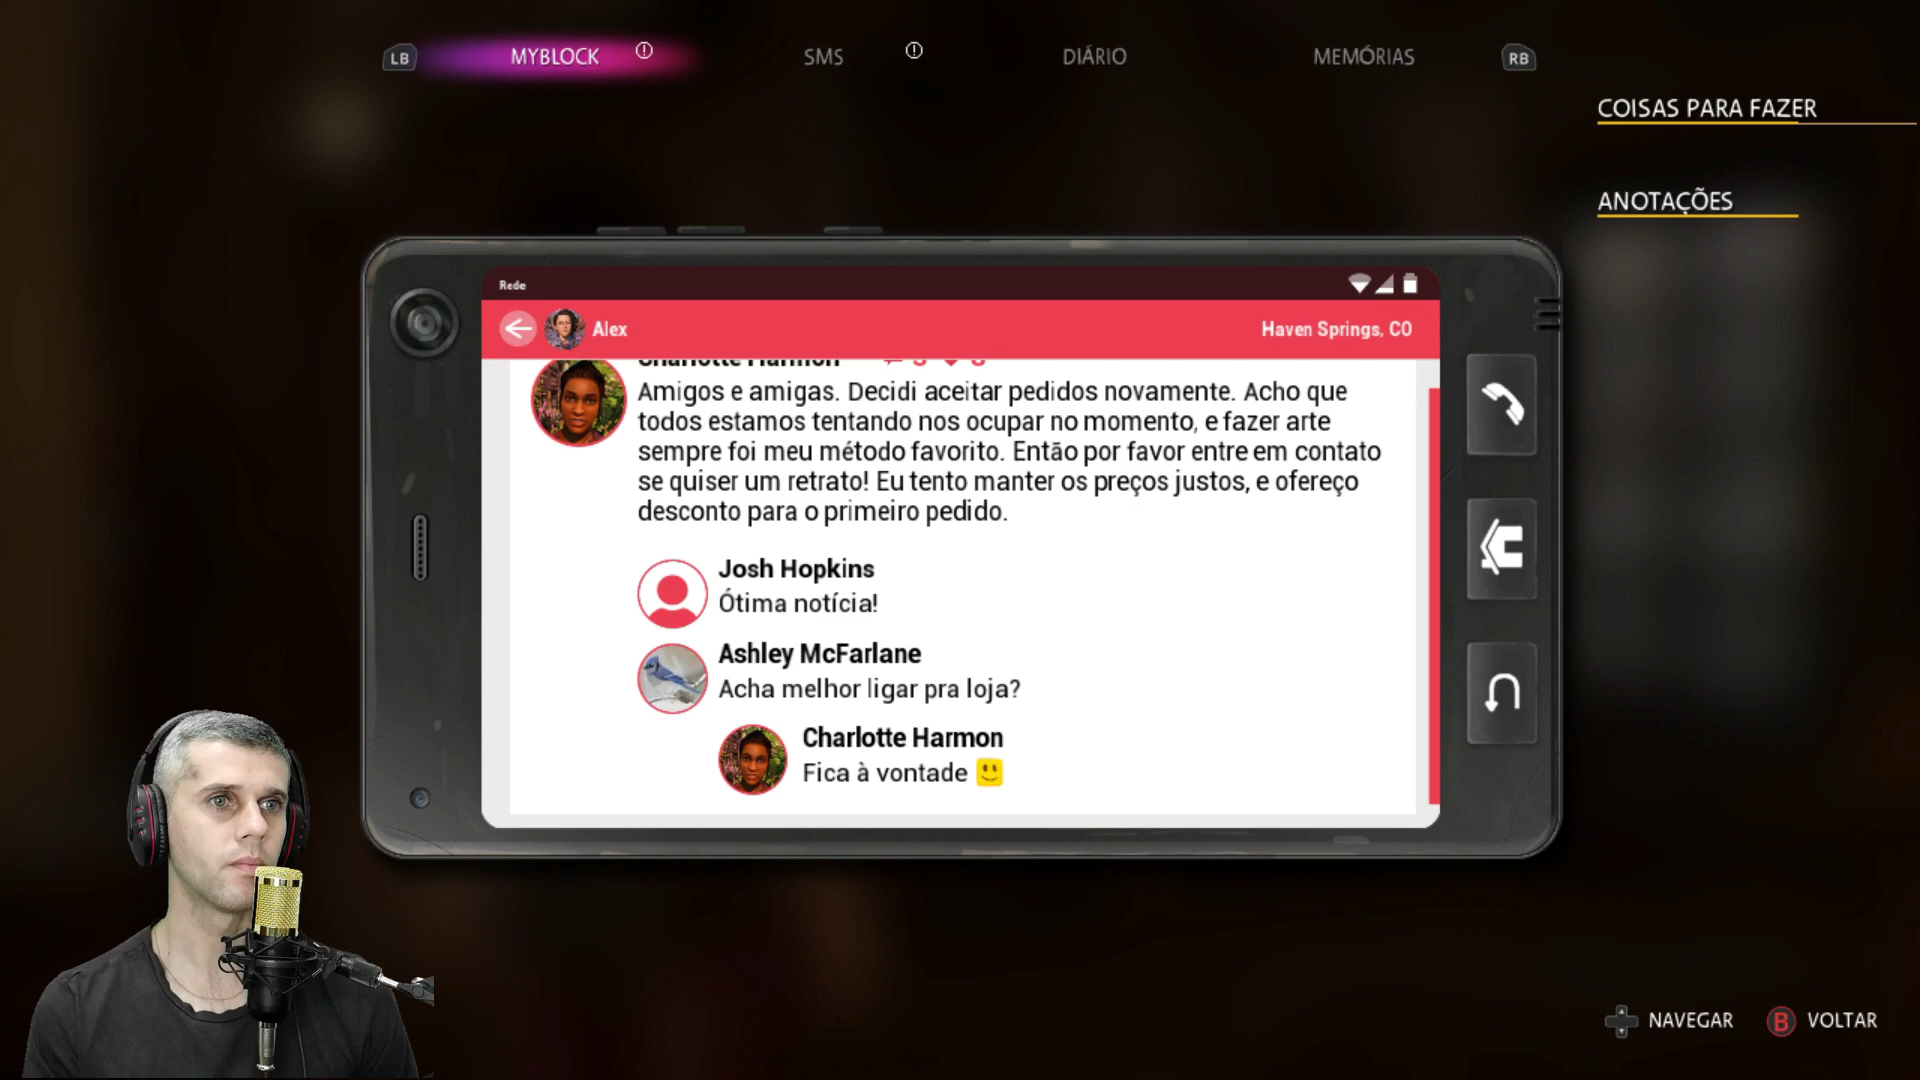 LB MYBLOCK SMS DIÁRIO MEMÓRIAS RB
COISAS PARA FAZER
ANOTAÇÕES
Rede
Alex
Haven Springs, CO
Charlotte Harmon
Amigos e amigas. Decidi aceitar pedidos novamente. Acho que
todos estamos tentando nos ocupar no momento, e fazer arte
sempre foi meu método favorito. Então por favor entre em contato
se quiser um retrato! Eu tento manter os preços justos, e ofereço
desconto para o primeiro pedido.
Josh Hopkins
Ótima notícia!
Ashley McFarlane
Acha melhor ligar pra loja?
Charlotte Harmon
Fica à vontade
NAVEGAR B VOLTAR